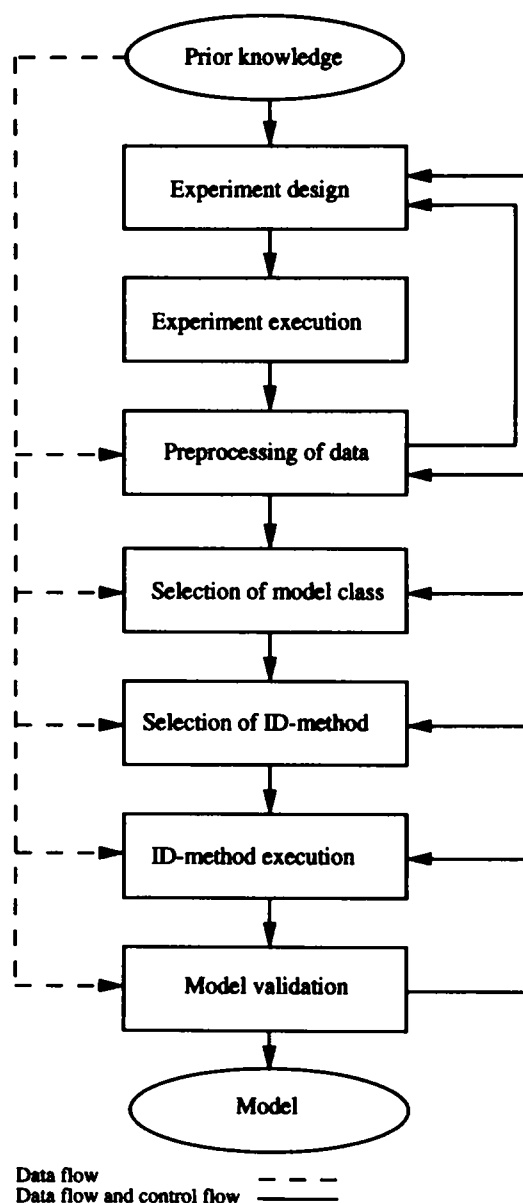 Prior knowledge
Experiment design
Experiment execution
Preprocessing of data
Selection of model class
Selection of ID-method
ID-method execution
Model validation
Model
Data flow
Data flow and control flow